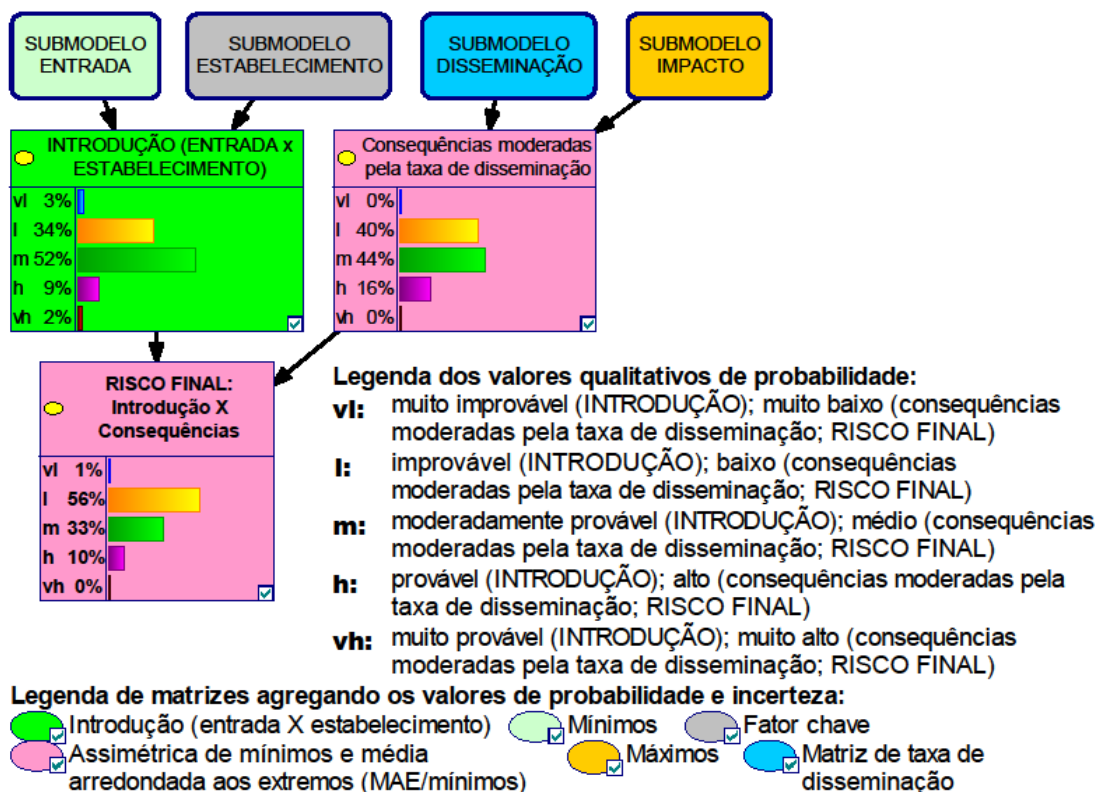 SUBMODELO
ENTRADA
SUBMODELO
ESTABELECIMENTO
SUBMODELO
DISSEMINAÇÃO
SUBMODELO
IMPACTO
INTRODUÇÃO (ENTRADA x
ESTABELECIMENTO)
vl 3%
l 34%
m 52%
h 9%
vh 2%
Consequências moderadas
pela taxa de disseminação
vl 0%
l 40%
m 44%
h 16%
vh 0%
RISCO FINAL:
Introdução X
Consequências
vl 1%
l 56%
m 33%
h 10%
vh 0%
Legenda dos valores qualitativos de probabilidade:
vl: muito improvável (INTRODUÇÃO); muito baixo (consequências
moderadas pela taxa de disseminação; RISCO FINAL)
l: improvável (INTRODUÇÃO); baixo (consequências
moderadas pela taxa de disseminação; RISCO FINAL)
m: moderadamente provável (INTRODUÇÃO); médio (consequências
moderadas pela taxa de disseminação; RISCO FINAL)
h: provável (INTRODUÇÃO); alto (consequências moderadas pela
taxa de disseminação; RISCO FINAL)
vh: muito provável (INTRODUÇÃO); muito alto (consequências
moderadas pela taxa de disseminação; RISCO FINAL)
Legenda de matrizes agregando os valores de probabilidade e incerteza:
Introdução (entrada X estabelecimento)
Mínimos
Fator chave
Assimétrica de mínimos e média
arredondada aos extremos (MAE/mínimos)
Máximos
Matriz de taxa de
disseminação